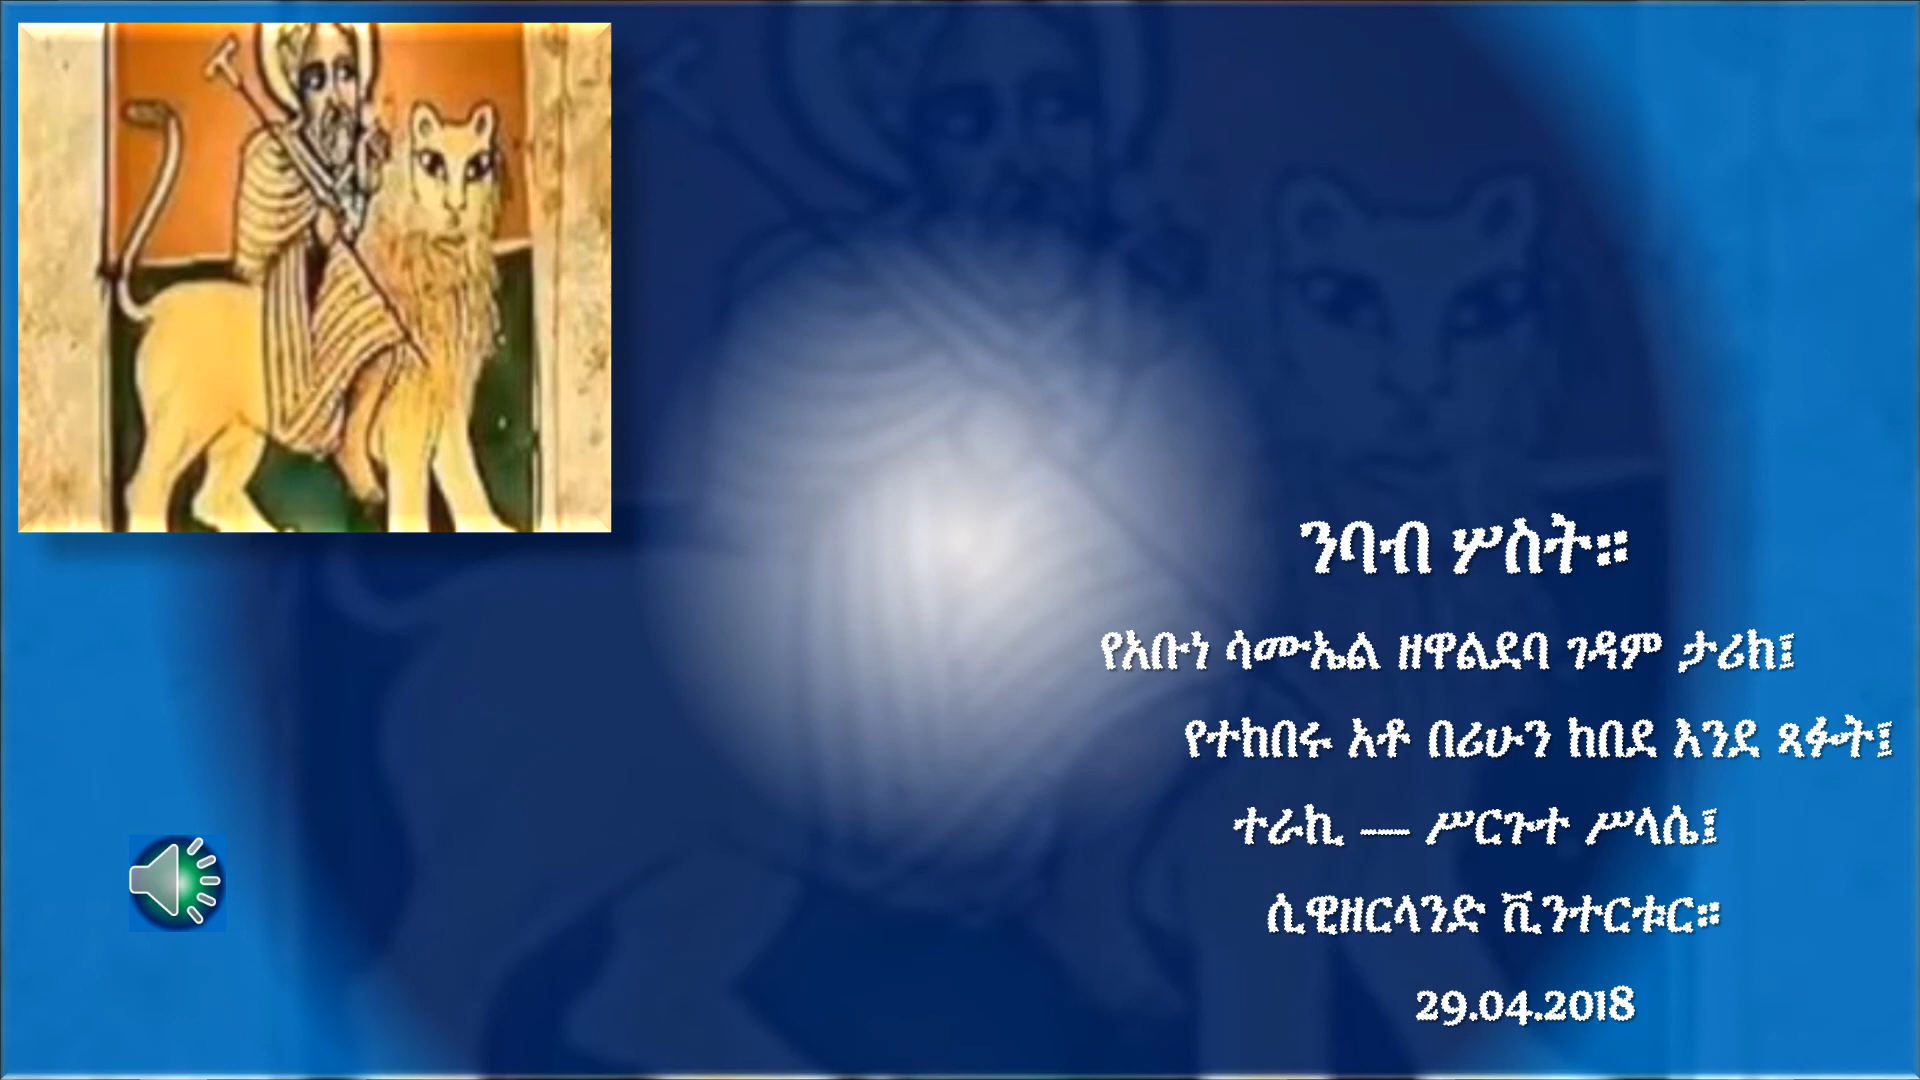 ንባብ ሦስት።
የአቡነ ሳሙኤል ዘዋልደባ ገዳም ታሪክ፤
የተከበሩ አቶ በሪሁን ከበደ እንደ ጻፉት፤
ተራኪ — ሥርጉተ ሥላሴ፤
ሲዊዘርላንድ ቪንተርቱር።
29.04.2018